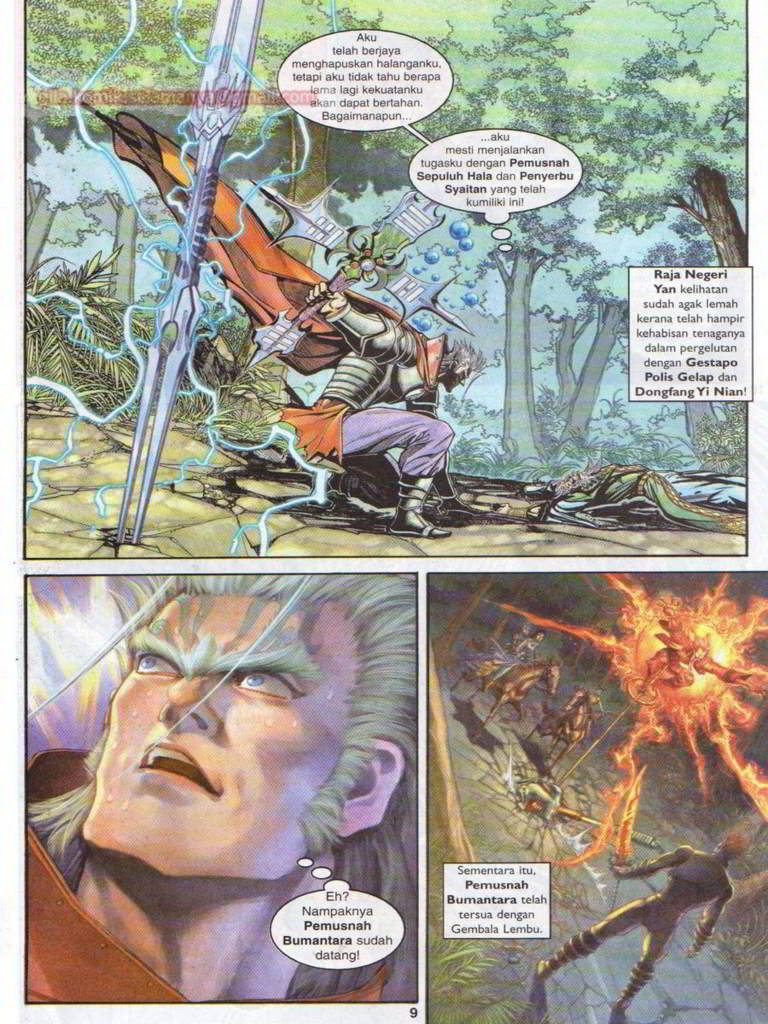 Aku
telah berjaya
menghapuskan halanganku,
tetapi aku tidak tahu berapa
lama lagi kekuatanku
akan dapat bertahan.
Bagaimanapun...
...aku
mesti menjalankan
tugasku dengan Pemusnah
Sepuluh Hala dan Penyerbu
Syaitan yang telah
kumiliki ini!
Raja Negeri
Yan kelihatan
sudah agak lemah
kerana telah hampir
kehabisan tenaganya
dalam pergelutan
dengan Gestapo
Polis Gelap dan
Dongfang Yi Nian!
Eh?
Nampaknya
Pemusnah
Bumantara sudah
datang!
Sementara itu,
Pemusnah
Bumantara telah
tersua dengan
Gembala Lembu.
9